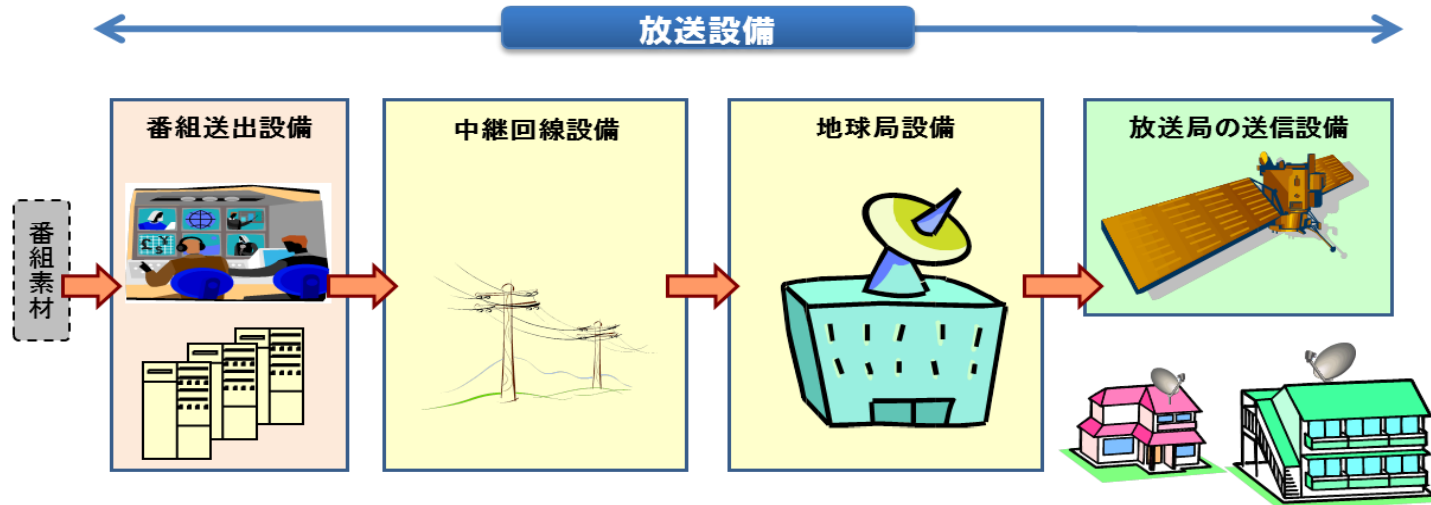 放送設備
番組送出設備
中継回線設備
地球局設備
放送局の送信設備
番組素材